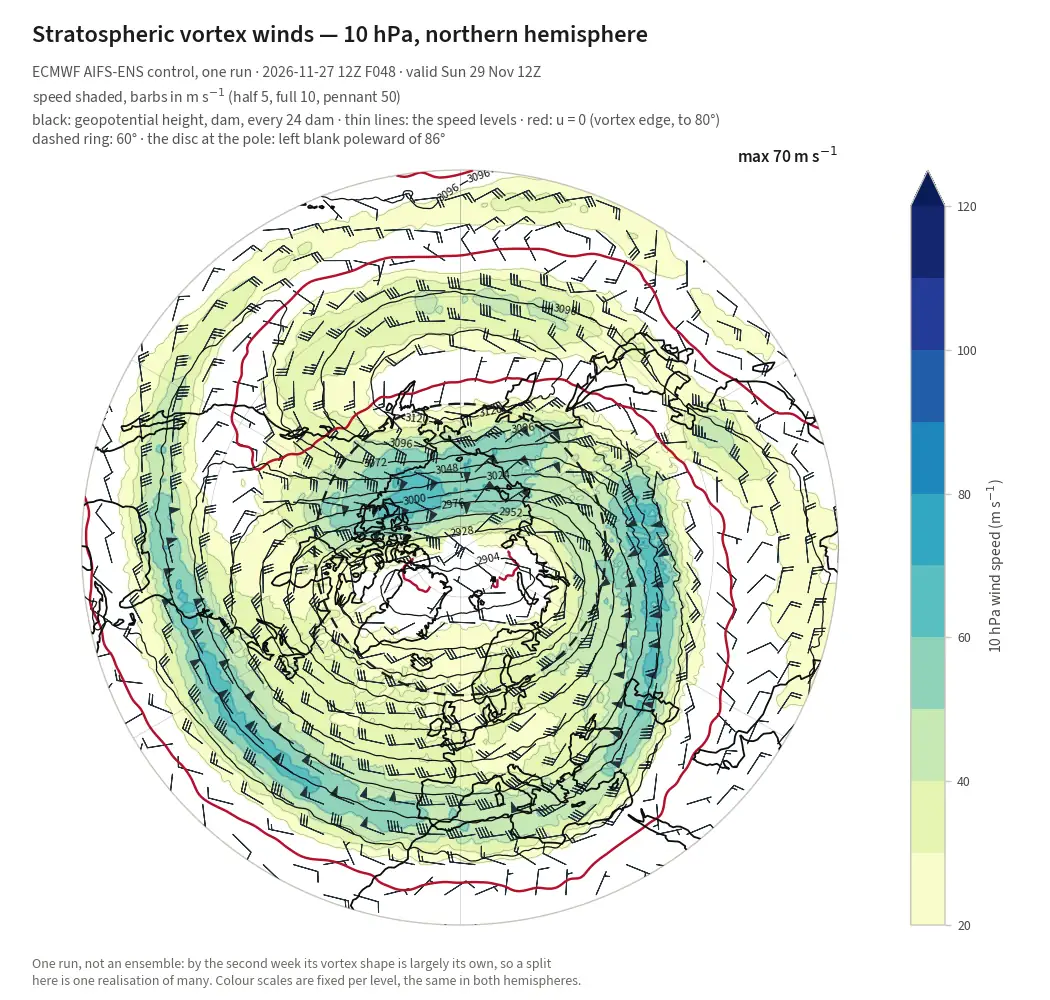 Stratospheric vortex winds — 10 hPa, northern hemisphere
ECMWF AIFS-ENS control, one run · 2026-11-27 12Z F048 · valid Sun 29 Nov 12Z
speed shaded, barbs in m s⁻¹ (half 5, full 10, pennant 50)
black: geopotential height, dam, every 24 dam · thin lines: the speed levels · red: u = 0 (vortex edge, to 80°)
dashed ring: 60° · the disc at the pole: left blank poleward of 86°
max 70 m s⁻¹
3096
3096
3096
3120
3120
3096
3096
3072
3048
3024
3000
2976
2952
2928
2904
120
100
80
60
40
20
10 hPa wind speed (m s⁻¹)
One run, not an ensemble: by the second week its vortex shape is largely its own, so a split
here is one realisation of many. Colour scales are fixed per level, the same in both hemispheres.